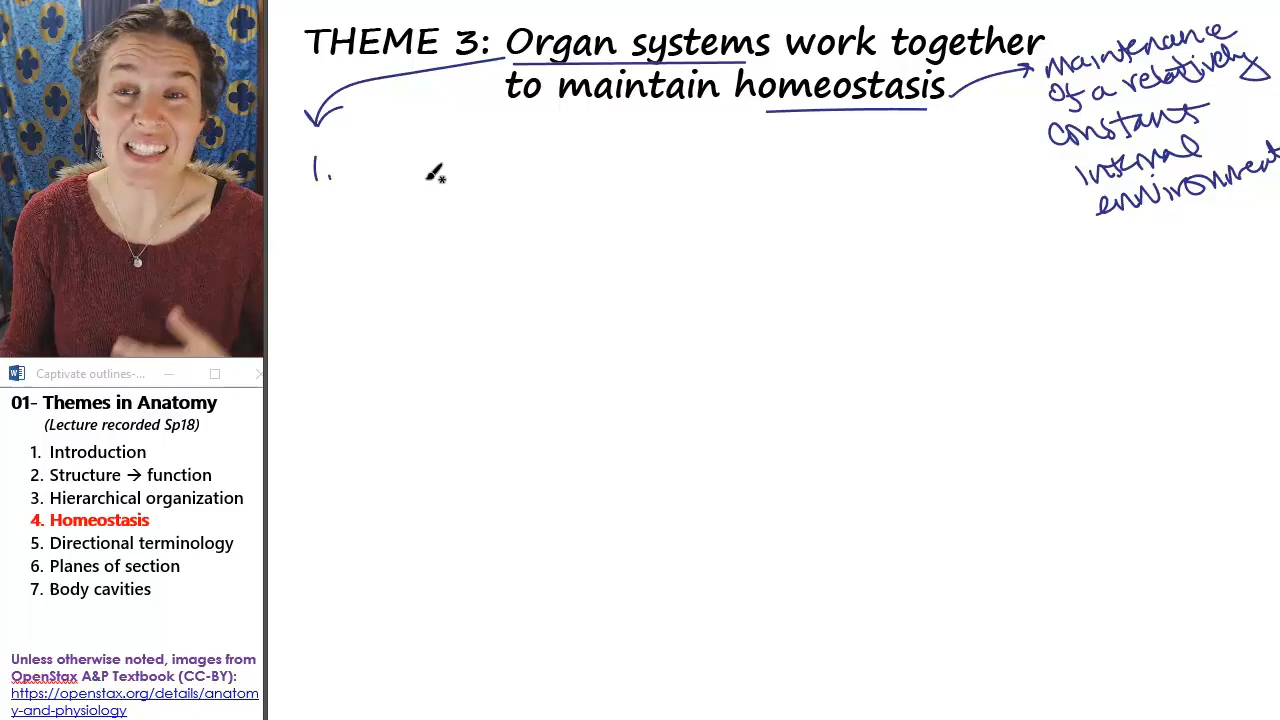 THEME 3: Organ systems work together
to maintain homeostasis
maintenance
of a relatively
constant
internal
environment
1.
Captivate outlines-...
01- Themes in Anatomy
(Lecture recorded Sp18)
1. Introduction
2. Structure → function
3. Hierarchical organization
4. Homeostasis
5. Directional terminology
6. Planes of section
7. Body cavities
Unless otherwise noted, images from
OpenStax A&P Textbook (CC-BY):
https://openstax.org/details/anatom
y-and-physiology